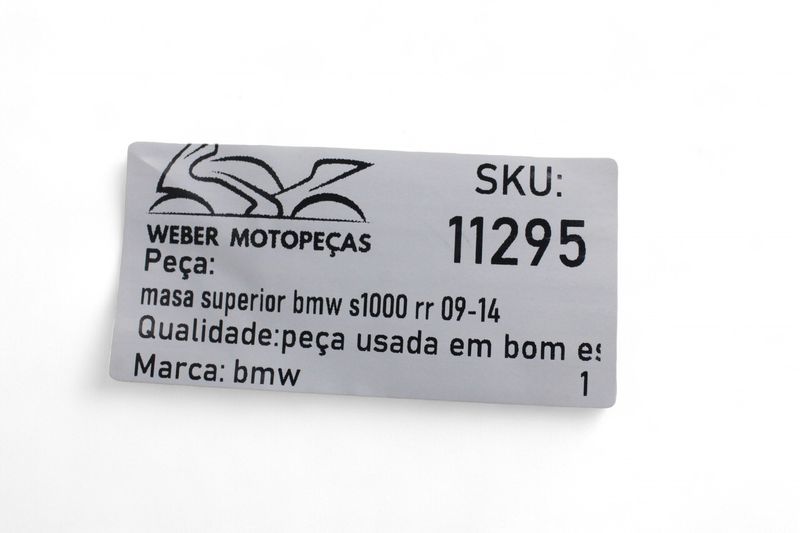 WEBER MOTOPEÇAS
SKU:
11295
Peça:
masa superior bmw s1000 rr 09-14
Qualidade:peça usada em bom
Marca: bmw
1